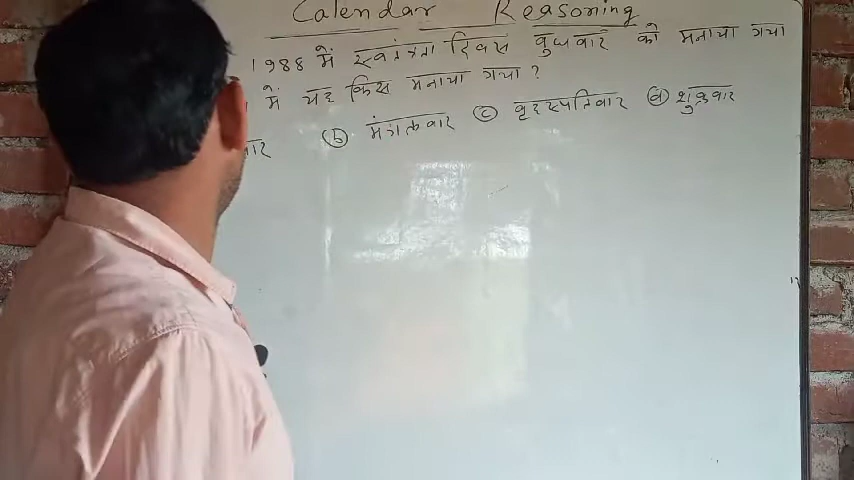 Calendar Reasoning
1988 में स्वतंत्रता दिवस बुधवार को मनाया गया
में यह किस मनाया गया ?
वार (b) मंगलवार (c) वृहस्पतिवार (d) शुक्रवार